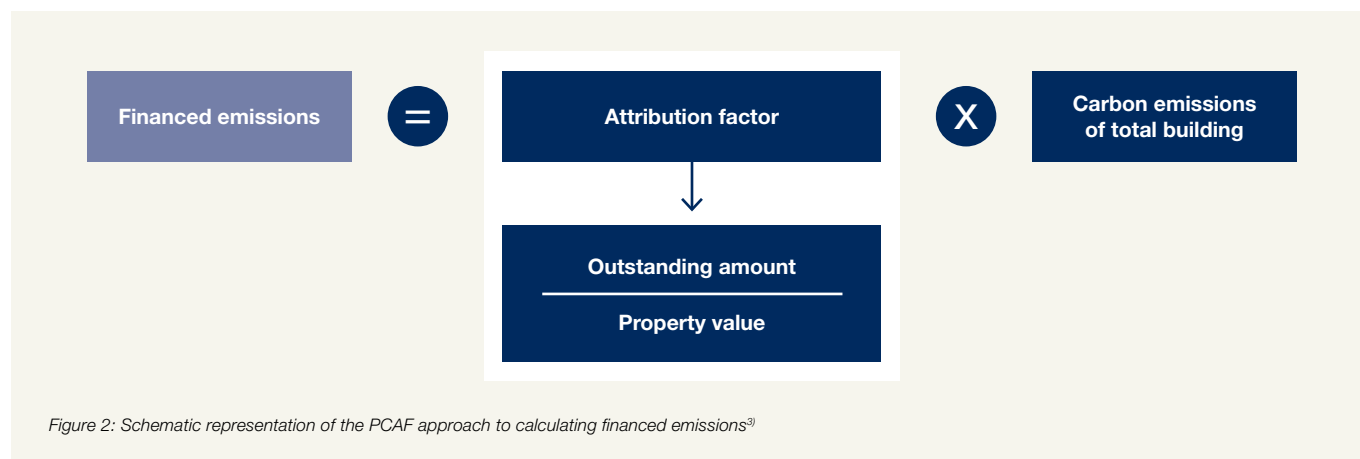 Financed emissions
=
Attribution factor
X
Carbon emissions
of total building
Outstanding amount
Property value
Figure 2: Schematic representation of the PCAF approach to calculating financed emissions3)